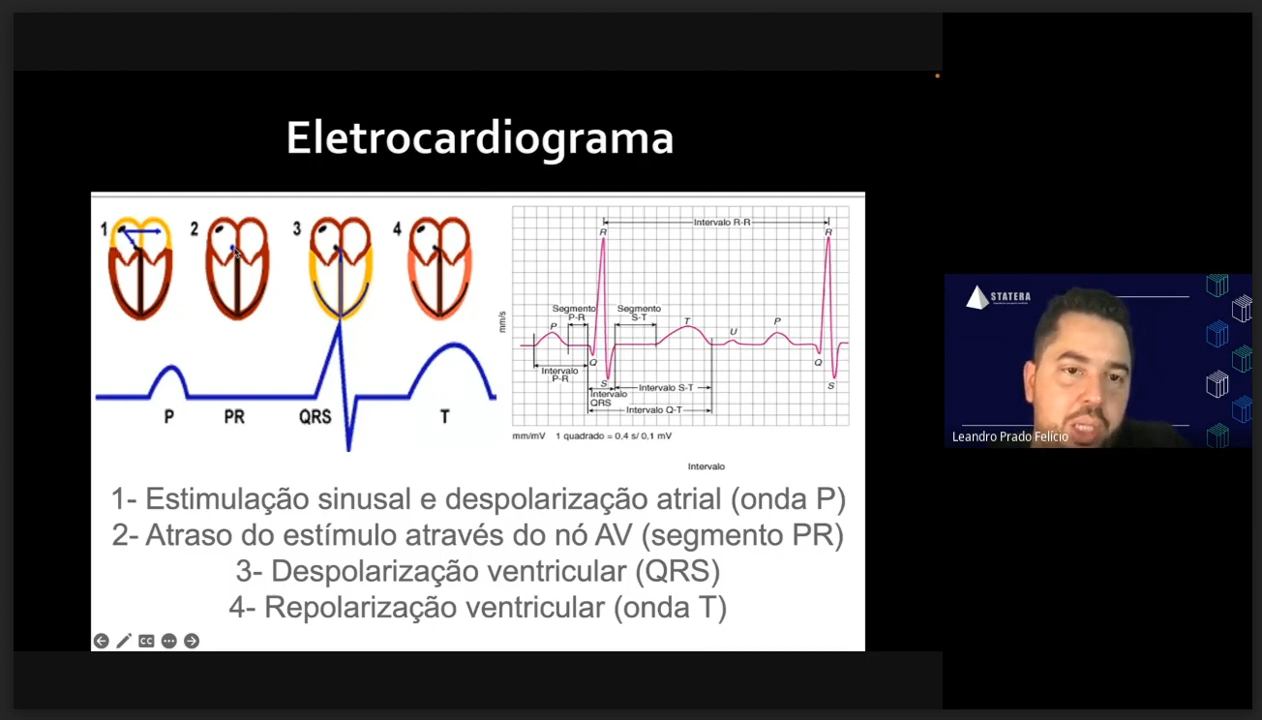 Eletrocardiograma
1
2
3
4
P
PR
QRS
T
Intervalo R-R
R
R
mm/s
Segmento
P-R
Segmento
S-T
P
T
U
P
Q
S
Q
S
Intervalo
P-R
Intervalo S-T
Intervalo
QRS
Intervalo Q-T
mm/mV 1 quadrado = 0,4 s/ 0,1 mV
Intervalo
1- Estimulação sinusal e despolarização atrial (onda P)
2- Atraso do estímulo através do nó AV (segmento PR)
3- Despolarização ventricular (QRS)
4- Repolarização ventricular (onda T)
CC
STATERA
Leandro Prado Felício